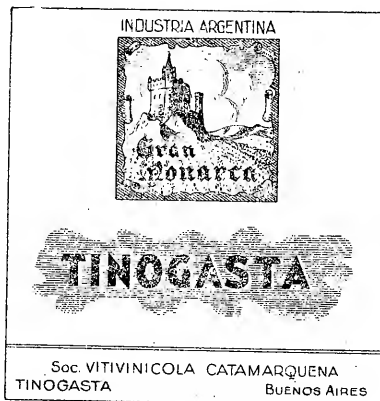 INDUSTRIA ARGENTINA
Gran
Monarca
TINOGASTA
Soc. VITIVINICOLA CATAMARQUENA
TINOGASTA BUENOS AIRES